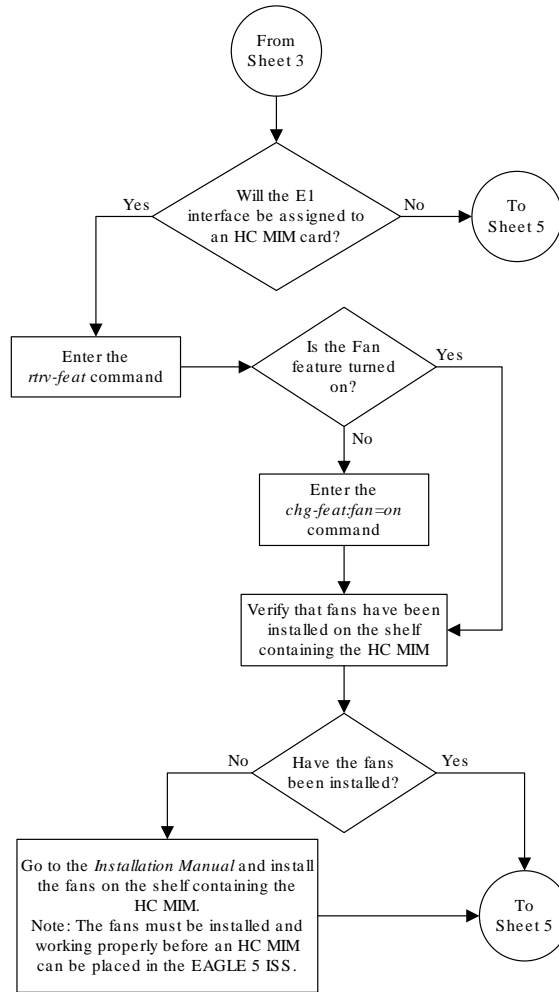 From
Sheet 3
Will the E1
interface be assigned to
an HC MIM card?
Yes
No
To
Sheet 5
Enter the
rtrv-feat command
Is the Fan
feature turned
on?
Yes
No
Enter the
chg-feat:fan=on
command
Verify that fans have been
installed on the shelf
containing the HC MIM
Have the fans
been installed?
No
Yes
Go to the Installation Manual and install
the fans on the shelf containing the
HC MIM.
Note: The fans must be installed and
working properly before an HC MIM
can be placed in the EAGLE 5 ISS.
To
Sheet 5